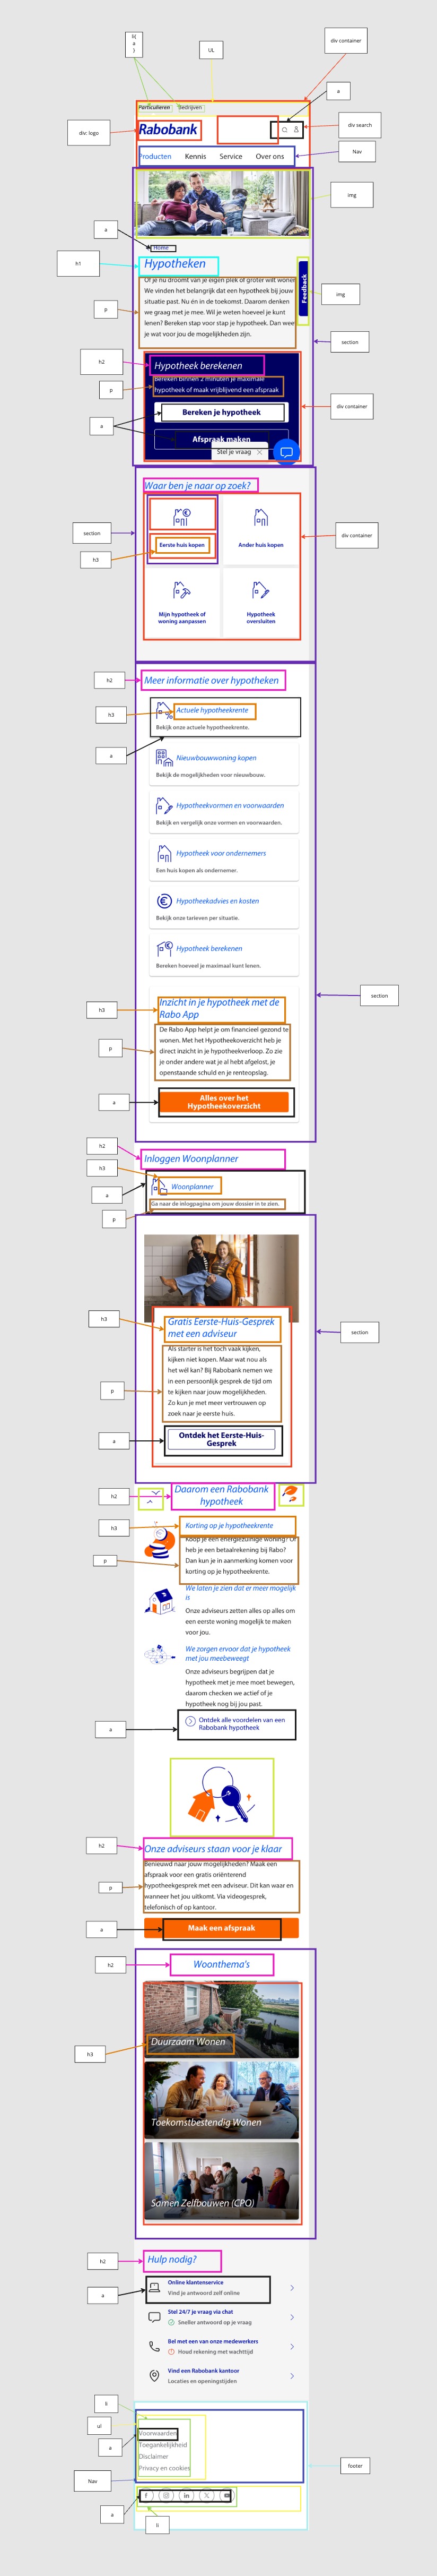 li( a )
UL
div container
a
Particulieren Bedrijven
div: logo
Rabobank
div search
Producten Kennis Service Over ons
Nav
img
a
Home
h1
Hypotheken
p
Of je nu droomt van je eigen plek of groter wilt wonen
We vinden het belangrijk dat een hypotheek bij jouw
situatie past. Nu én in de toekomst. Daarom denken
we graag met je mee. Wil je weten hoeveel je kunt
lenen? Bereken stap voor stap je hypotheek. Dan weet
je wat voor jou de mogelijkheden zijn.
Feedback
img
section
h2
Hypotheek berekenen
p
Bereken binnen 2 minuten je maximale
hypotheek of maak vrijblijvend een afspraak
div container
a
Bereken je hypotheek
Afspraak maken
Stel je vraag
h2
Waar ben je naar op zoek?
section
div container
h3
Eerste huis kopen
Ander huis kopen
Mijn hypotheek of
woning aanpassen
Hypotheek
oversluiten
h2
Meer informatie over hypotheken
h3
Actuele hypotheekrente
Bekijk onze actuele hypotheekrente.
a
Nieuwbouwwoning kopen
Bekijk de mogelijkheden voor nieuwbouw.
Hypotheekvormen en voorwaarden
Bekijk en vergelijk onze vormen en voorwaarden.
Hypotheek voor ondernemers
Een huis kopen als ondernemer.
Hypotheekadvies en kosten
Bekijk onze tarieven per situatie.
Hypotheek berekenen
Bereken hoeveel je maximaal kunt lenen.
section
h3
Inzicht in je hypotheek met de
Rabo App
p
De Rabo App helpt je om financieel gezond te
wonen. Met het Hypotheekoverzicht heb je
direct inzicht in je hypotheekverloop. Zo zie
je onder andere wat je al hebt afgelost, je
openstaande schuld en je renteopslag.
a
Alles over het
Hypotheekoverzicht
h2
Inloggen Woonplanner
h3
a
Woonplanner
Ga naar de inlogpagina om jouw dossier in te zien.
p
h3
Gratis Eerste-Huis-Gesprek
met een adviseur
section
p
Als starter is het toch vaak kijken,
kijken niet kopen. Maar wat nou als
het wél kan? Bij Rabobank nemen we
in een persoonlijk gesprek de tijd om
te kijken naar jouw mogelijkheden.
Zo kun je met meer vertrouwen op
zoek naar je eerste huis.
a
Ontdek het Eerste-Huis-
Gesprek
h2
Daarom een Rabobank
hypotheek
h3
Korting op je hypotheekrente
p
Koop je een energiezuinige woning? Of
heb je een betaalrekening bij Rabo?
Dan kun je in aanmerking komen voor
korting op je hypotheekrente.
We laten je zien dat er meer mogelijk
is
Onze adviseurs zetten alles op alles om
een eerste woning mogelijk te maken
voor jou.
We zorgen ervoor dat je hypotheek
met jou meebeweegt
Onze adviseurs begrijpen dat je
hypotheek met je mee moet bewegen,
daarom checken we actief of je
hypotheek nog bij jou past.
a
Ontdek alle voordelen van een
Rabobank hypotheek
h2
Onze adviseurs staan voor je klaar
p
Benieuwd naar jouw mogelijkheden? Maak een
afspraak voor een gratis oriënterend
hypotheekgesprek met een adviseur. Dit kan waar en
wanneer het jou uitkomt. Via videogesprek,
telefonisch of op kantoor.
a
Maak een afspraak
h2
Woonthema's
h3
Duurzaam Wonen
Toekomstbestendig Wonen
Samen Zelfbouwen (CPO)
h2
Hulp nodig?
a
Online klantenservice
Vind je antwoord zelf online
Stel 24/7 je vraag via chat
Sneller antwoord op je vraag
Bel met een van onze medewerkers
Houd rekening met wachttijd
Vind een Rabobank kantoor
Locaties en openingstijden
li
ul
a
Voorwaarden
Toegankelijkheid
Disclaimer
Privacy en cookies
Nav
footer
a
li